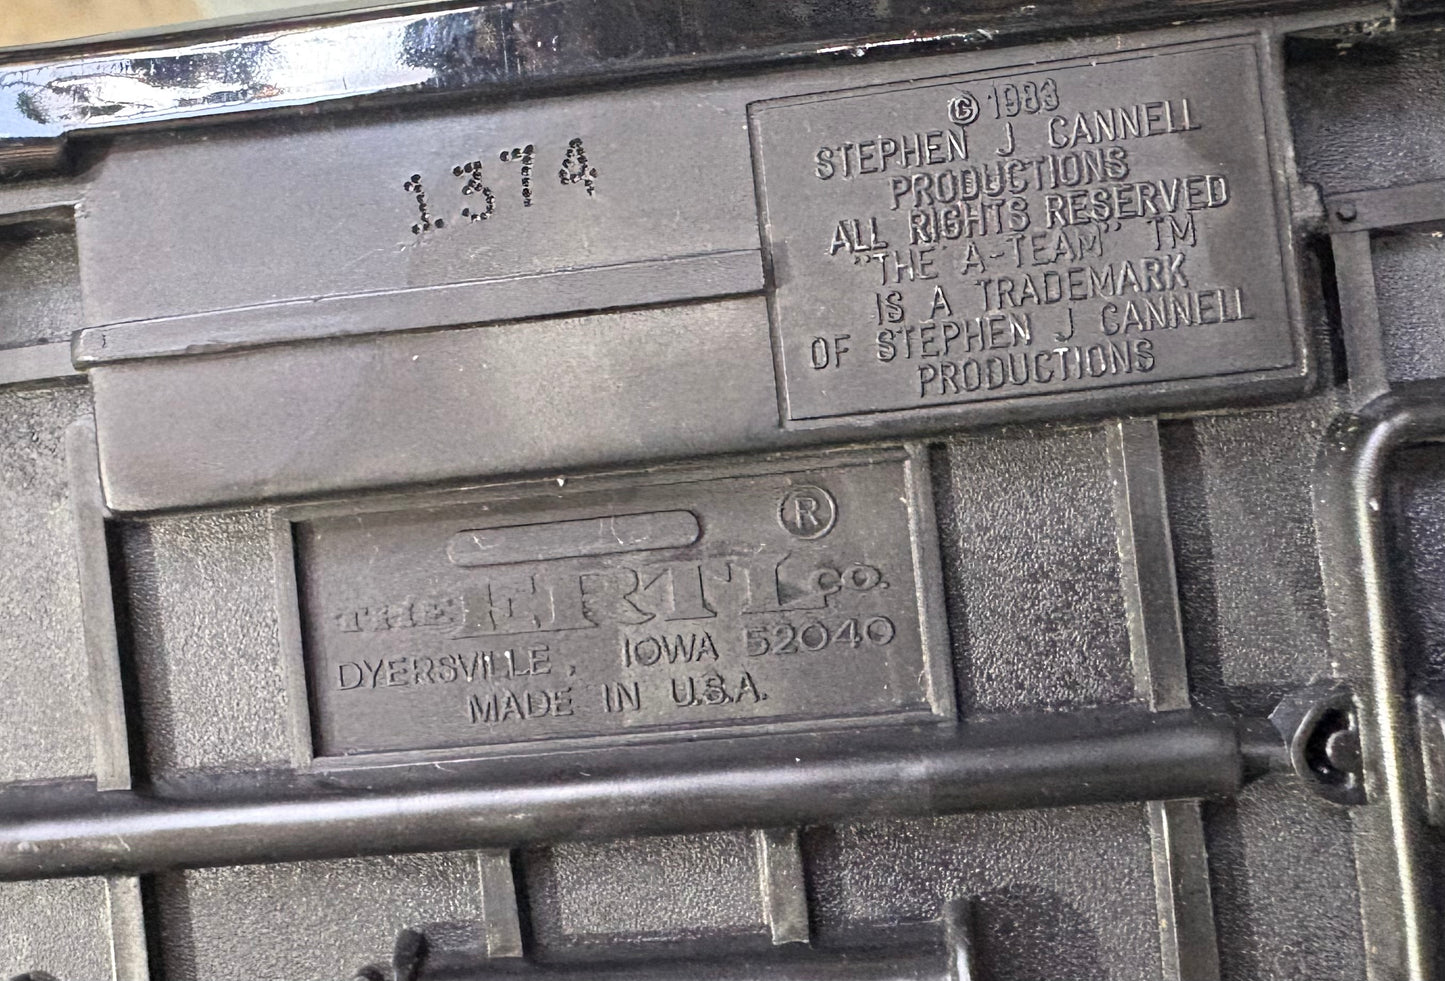 1374
© 1983
STEPHEN J CANNELL
PRODUCTIONS
ALL RIGHTS RESERVED
"THE A-TEAM" TM
IS A TRADEMARK
OF STEPHEN J CANNELL
PRODUCTIONS
®
THE ERTL CO.
DYERSVILLE, IOWA 52040
MADE IN U.S.A.